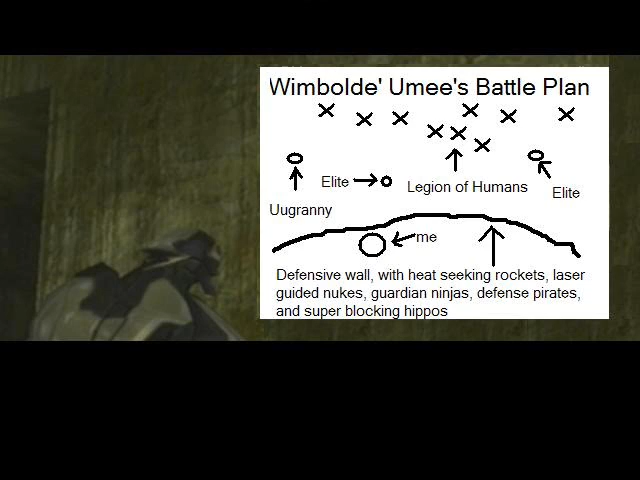 Wimbolde' Umee's Battle Plan
Elite
Legion of Humans
Elite
Uugranny
me
Defensive wall, with heat seeking rockets, laser
guided nukes, guardian ninjas, defense pirates,
and super blocking hippos